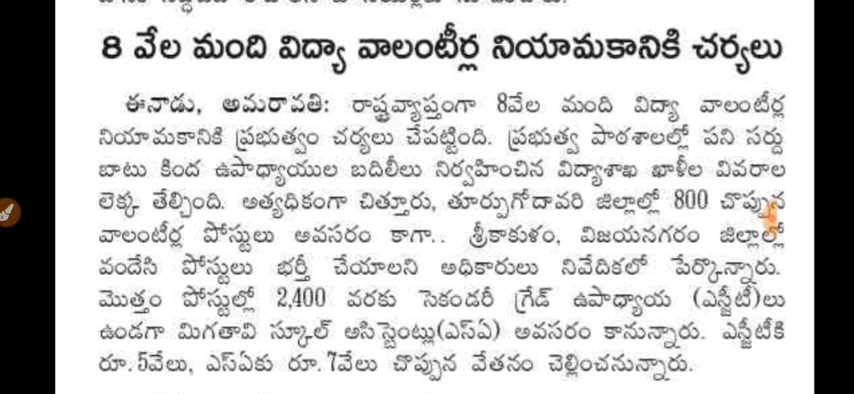 8 వేల మంది విద్యా వాలంటీర్ల నియామకానికి చర్యలు
ఈనాడు, అమరావతి: రాష్ట్రవ్యాప్తంగా 8వేల మంది విద్యా వాలంటీర్ల
నియామకానికి ప్రభుత్వం చర్యలు చేపట్టింది. ప్రభుత్వ పాఠశాలల్లో పని సర్దు
బాటు కింద ఉపాధ్యాయుల బదిలీలు నిర్వహించిన విద్యాశాఖ ఖాళీల వివరాల
లెక్క తేల్చింది. అత్యధికంగా చిత్తూరు, తూర్పుగోదావరి జిల్లాల్లో 800 చొప్పున
వాలంటీర్ల పోస్టులు అవసరం కాగా.. శ్రీకాకుళం, విజయనగరం జిల్లాల్లో
వందేసి పోస్టులు భర్తీ చేయాలని అధికారులు నివేదికలో పేర్కొన్నారు.
మొత్తం పోస్టుల్లో 2,400 వరకు సెకండరీ గ్రేడ్ ఉపాధ్యాయ (ఎస్జీటీ)లు
ఉండగా మిగతావి స్కూల్ అసిస్టెంట్లు(ఎస్ఏ) అవసరం కానున్నారు. ఎస్జీటీకి
రూ.5వేలు, ఎస్ఏకు రూ.7వేలు చొప్పున వేతనం చెల్లించనున్నారు.